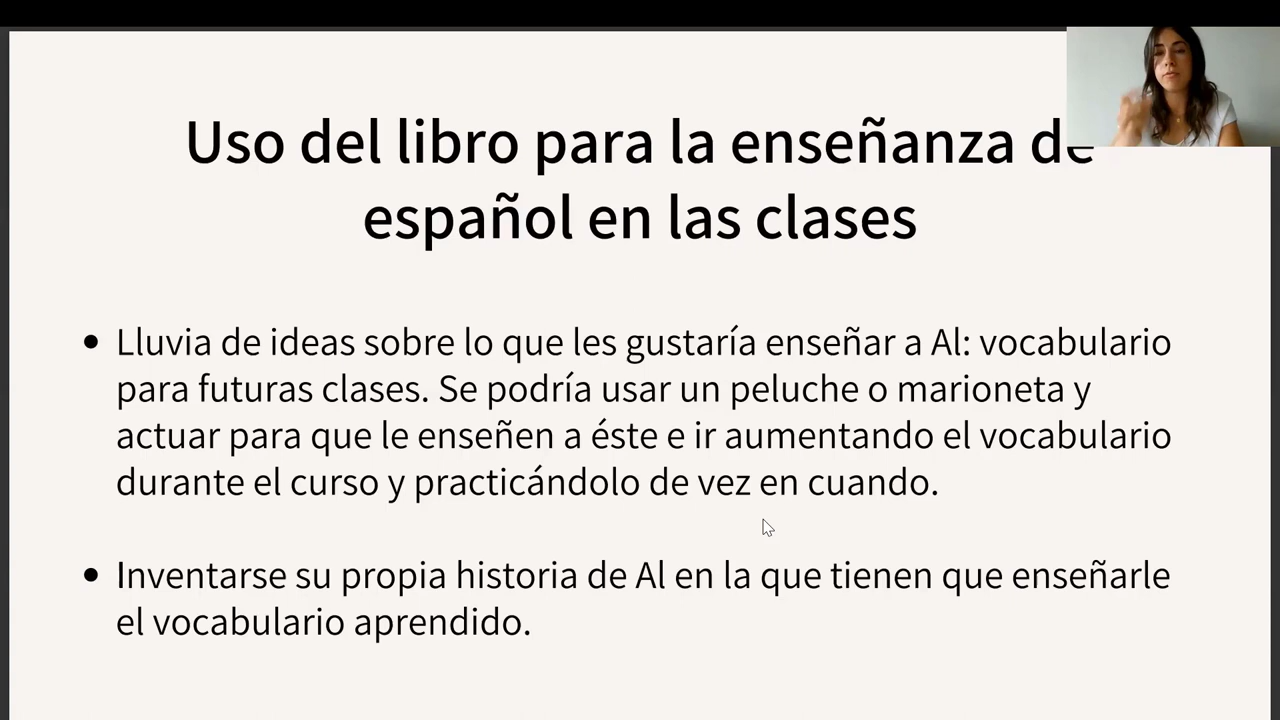 Uso del libro para la enseñanza de
español en las clases
• Lluvia de ideas sobre lo que les gustaría enseñar a Al: vocabulario
para futuras clases. Se podría usar un peluche o marioneta y
actuar para que le enseñen a éste e ir aumentando el vocabulario
durante el curso y practicándolo de vez en cuando.
• Inventarse su propia historia de Al en la que tienen que enseñarle
el vocabulario aprendido.